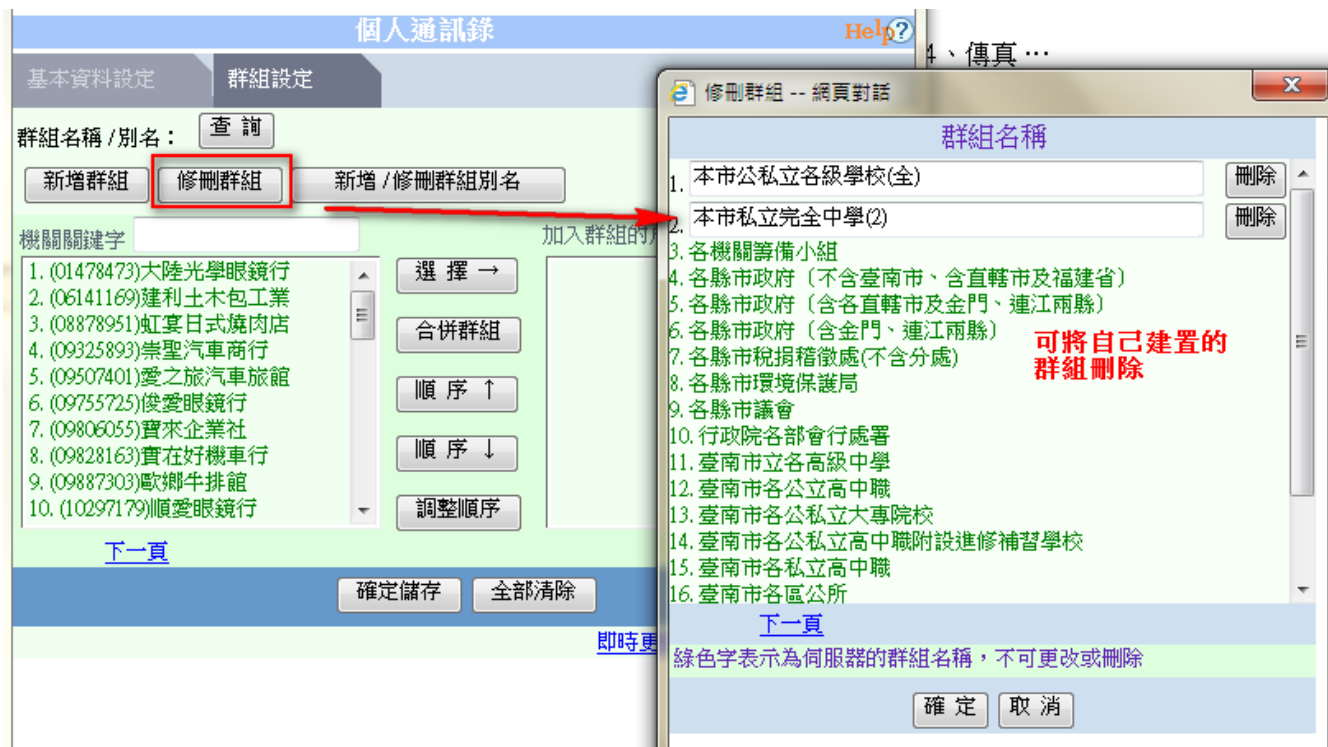 個人通訊錄
Help?
4、傳真…
基本資料設定
群組設定
群組名稱 /別名：
查 詢
新增群組
修刪群組
新增 /修刪群組別名
機關關鍵字
加入群組的
1. (01478473)大陸光學眼鏡行
2. (06141169)建利土木包工業
3. (08878951)虹宴日式燒肉店
4. (09325893)崇聖汽車商行
5. (09507401)愛之旅汽車旅館
6. (09755725)俊愛眼鏡行
7. (09806055)寶來企業社
8. (09828163)實在好機車行
9. (09887303)歐鄉牛排館
10. (10297179)順愛眼鏡行
選 擇 →
合併群組
順 序 ↑
順 序 ↓
調整順序
下一頁
確定儲存
全部清除
即時更
修刪群組 -- 網頁對話
群組名稱
1. 本市公私立各級學校(全)
刪除
2. 本市私立完全中學(2)
刪除
3. 各機關籌備小組
4. 各縣市政府〔不含臺南市、含直轄市及福建省〕
5. 各縣市政府〔含各直轄市及金門、連江兩縣〕
6. 各縣市政府〔含金門、連江兩縣〕
7. 各縣市稅捐稽徵處(不含分處)
8. 各縣市環境保護局
9. 各縣市議會
10. 行政院各部會行處署
11. 臺南市立各高級中學
12. 臺南市各公立高中職
13. 臺南市各公私立大專院校
14. 臺南市各公私立高中職附設進修補習學校
15. 臺南市各私立高中職
16. 臺南市各區公所
可將自己建置的
群組刪除
下一頁
綠色字表示為伺服器的群組名稱，不可更改或刪除
確 定
取 消